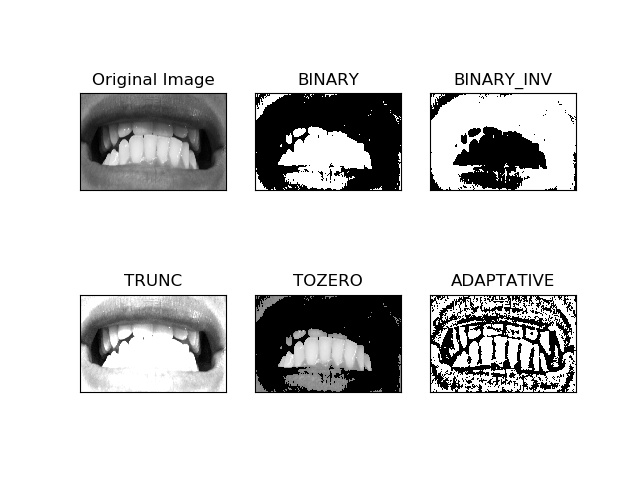 Original Image
BINARY
BINARY_INV
TRUNC
TOZERO
ADAPTATIVE